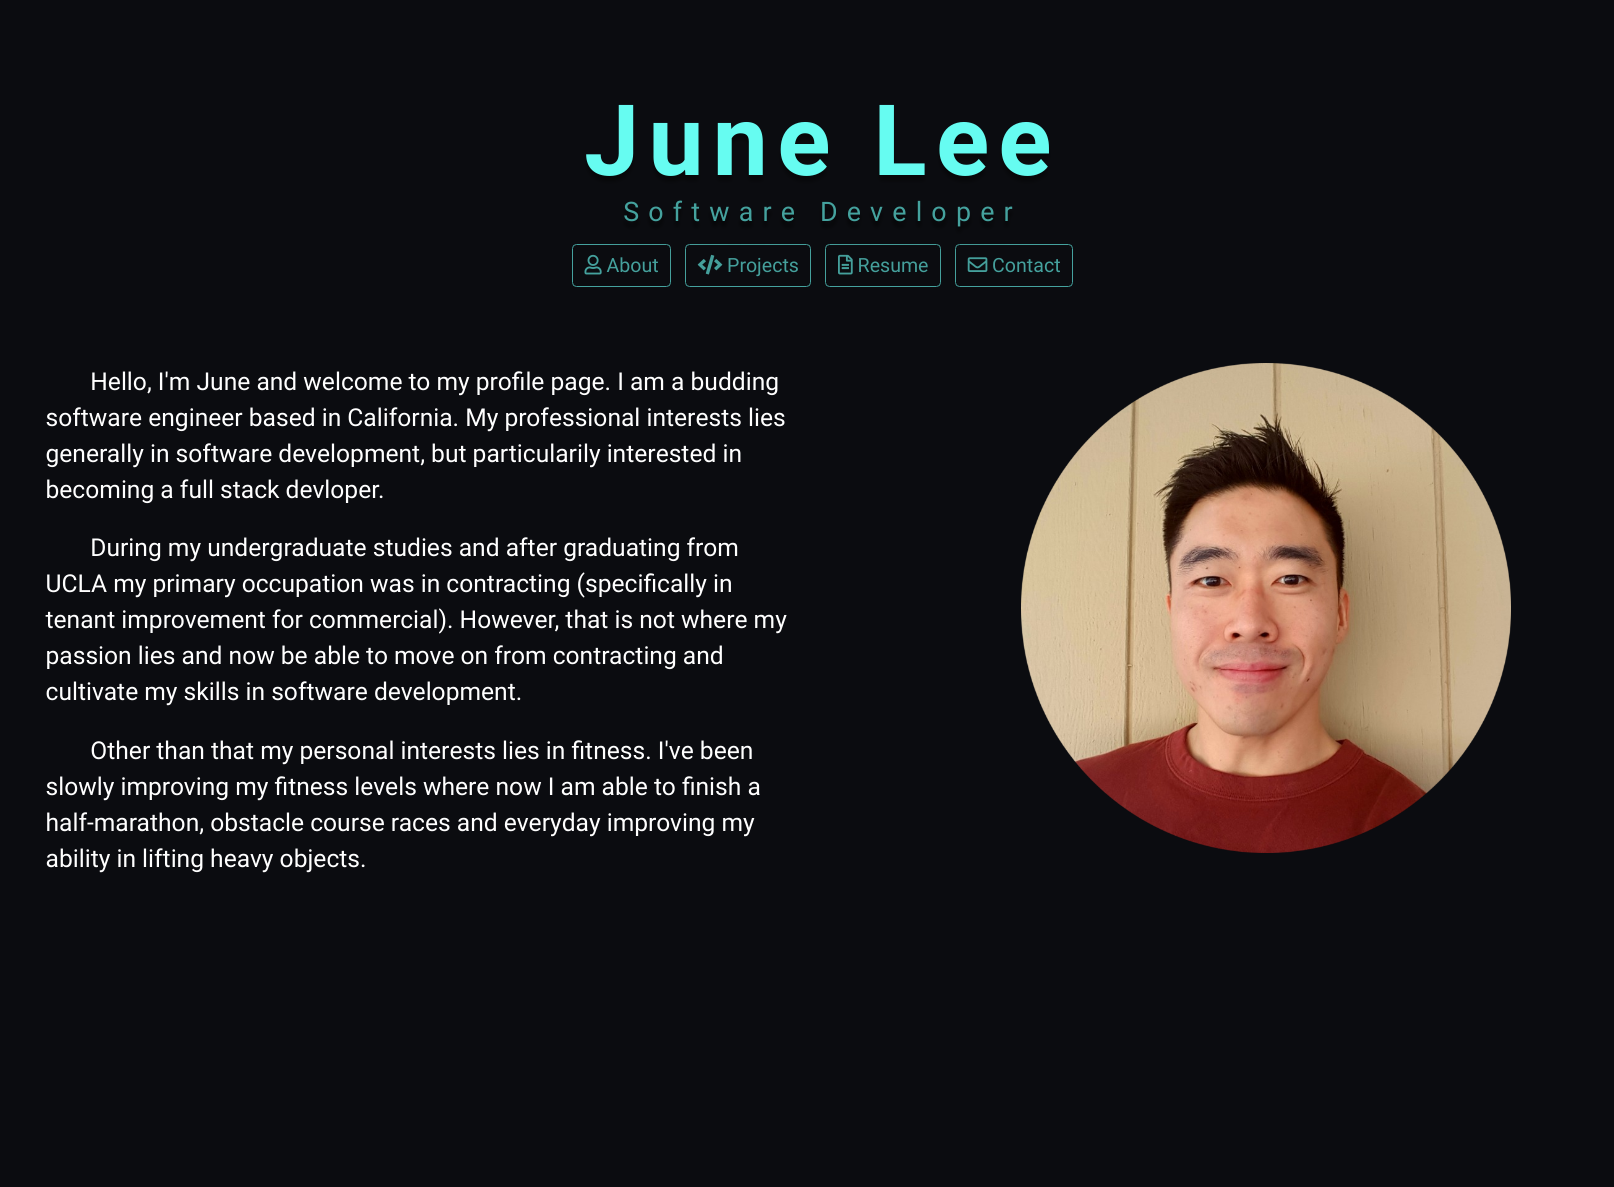 June Lee
Software Developer
About Projects Resume Contact
Hello, I'm June and welcome to my profile page. I am a budding
software engineer based in California. My professional interests lies
generally in software development, but particularily interested in
becoming a full stack devloper.
During my undergraduate studies and after graduating from
UCLA my primary occupation was in contracting (specifically in
tenant improvement for commercial). However, that is not where my
passion lies and now be able to move on from contracting and
cultivate my skills in software development.
Other than that my personal interests lies in fitness. I've been
slowly improving my fitness levels where now I am able to finish a
half-marathon, obstacle course races and everyday improving my
ability in lifting heavy objects.